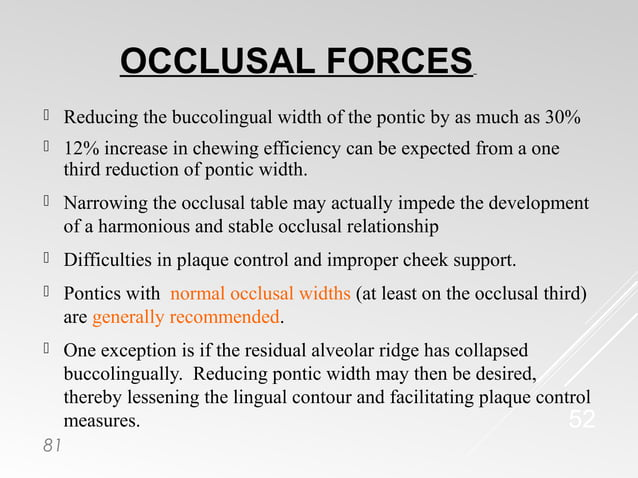 OCCLUSAL FORCES
Reducing the buccolingual width of the pontic by as much as 30%
12% increase in chewing efficiency can be expected from a one
third reduction of pontic width.
Narrowing the occlusal table may actually impede the development
of a harmonious and stable occlusal relationship
Difficulties in plaque control and improper cheek support.
Pontics with normal occlusal widths (at least on the occlusal third)
are generally recommended.
One exception is if the residual alveolar ridge has collapsed
buccolingually. Reducing pontic width may then be desired,
thereby lessening the lingual contour and facilitating plaque control
measures.
52
81